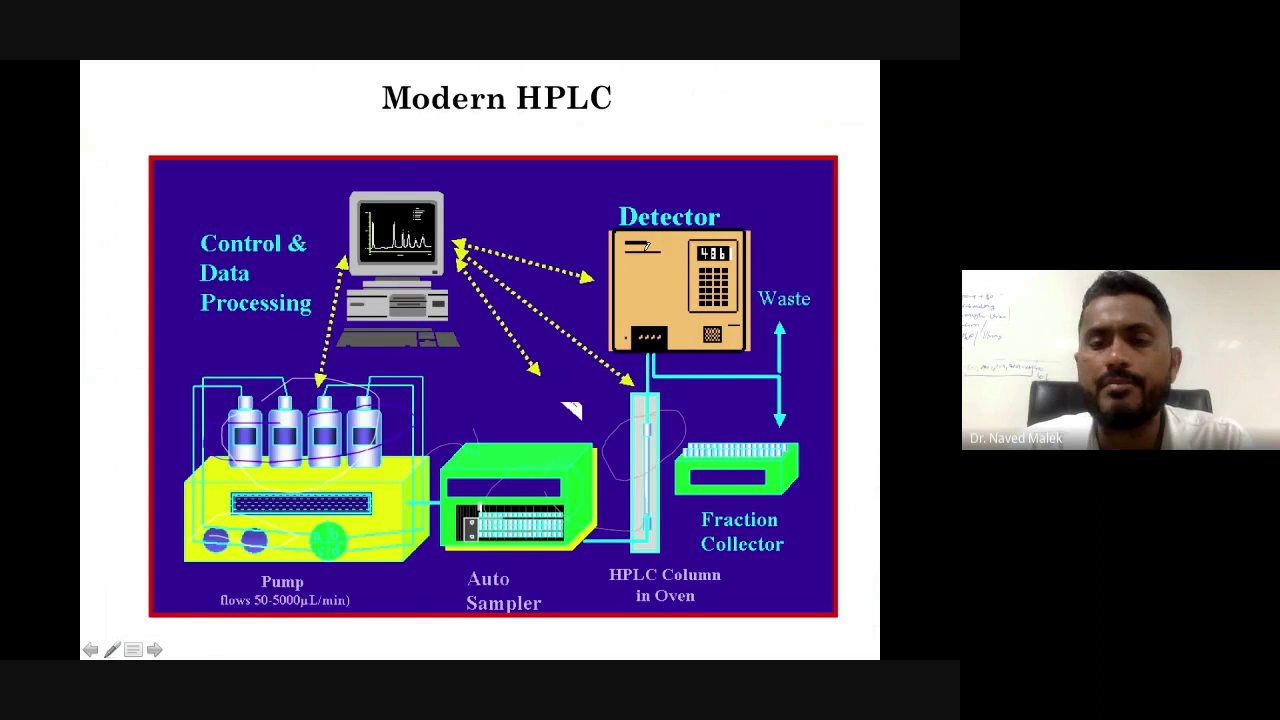 Modern HPLC
Control &
Data
Processing
Detector
486
Waste
Fraction
Collector
Pump
flows 50-5000µL/min)
Auto
Sampler
HPLC Column
in Oven
Dr. Naved Malek